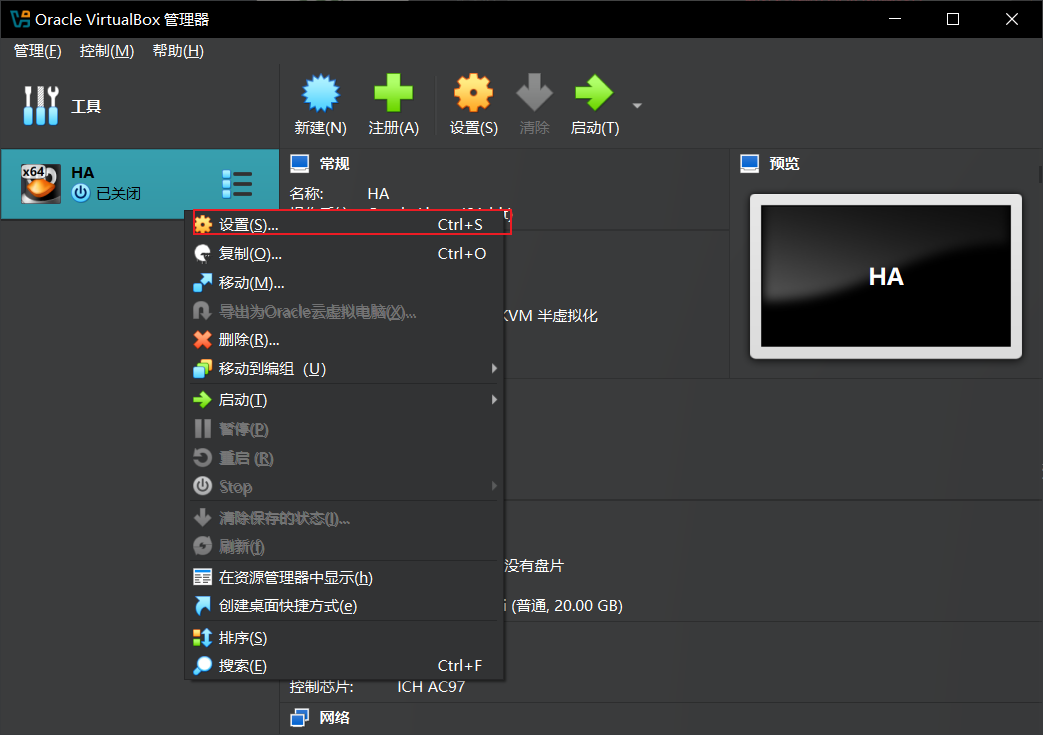 Oracle VirtualBox 管理器
管理(F) 控制(M) 帮助(H)
工具
新建(N) 注册(A) 设置(S) 清除 启动(T)
x64
HA
已关闭
常规
名称: HA
预览
HA
设置(S)... Ctrl+S
复制(O)... Ctrl+O
移动(M)...
导出为Oracle云虚拟电脑(X)...
KVM 半虚拟化
删除(R)...
移动到编组 (U)
启动(T)
暂停(P)
重启 (R)
Stop
清除保存的状态(I)...
刷新(f)
没有盘片
在资源管理器中显示(h)
创建桌面快捷方式(e)
i (普通, 20.00 GB)
排序(S)
搜索(E) Ctrl+F
控制芯片: ICH AC97
网络